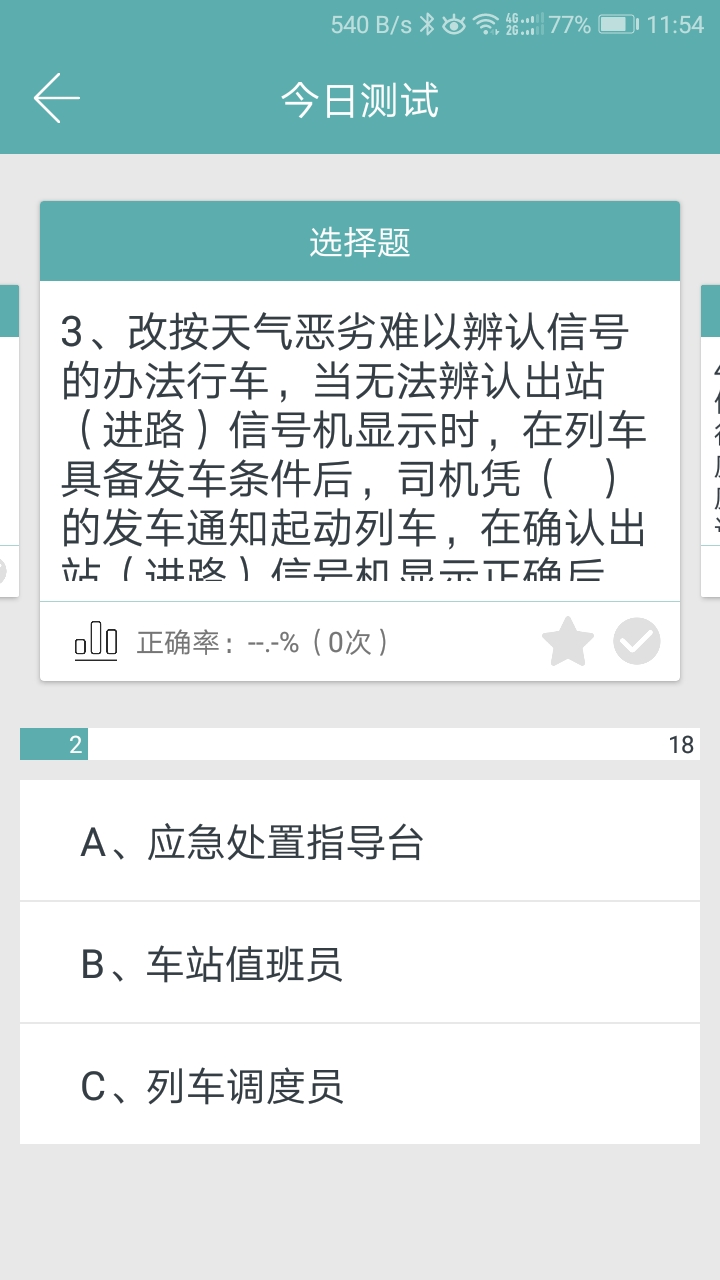 540 B/s 4G 2G 77% 11:54
今日测试
选择题
3、改按天气恶劣难以辨认信号
的办法行车，当无法辨认出站
（进路）信号机显示时，在列车
具备发车条件后，司机凭（　）
的发车通知起动列车，在确认出
站（进路）信号机显示正确后
正确率：--.-%（0次）
2
18
A、应急处置指导台
B、车站值班员
C、列车调度员